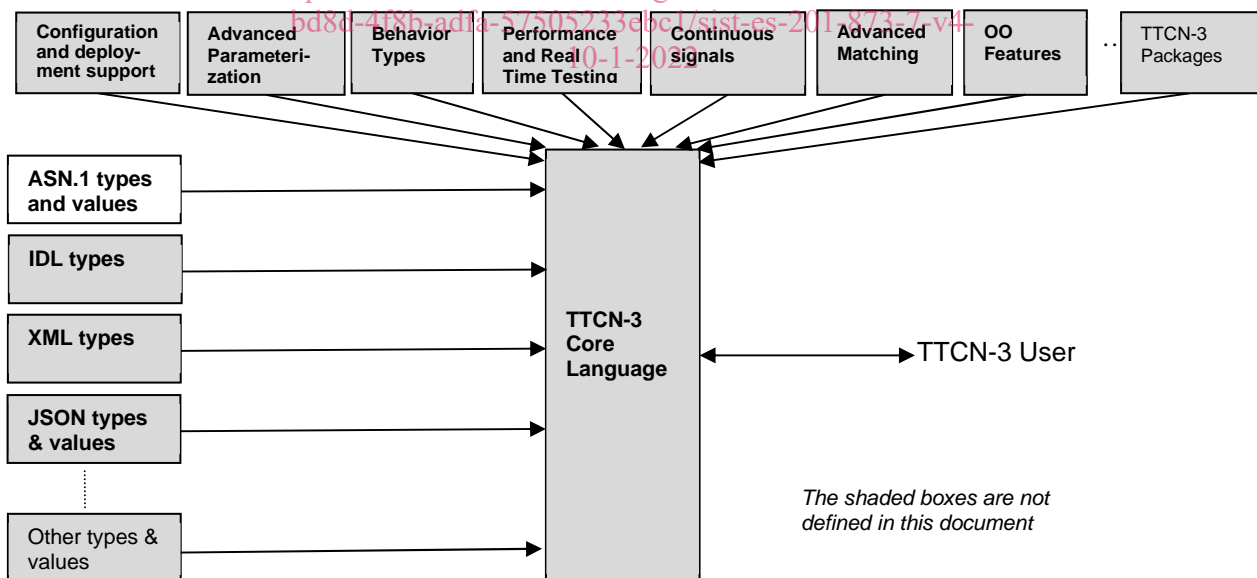 bd8d-4f8b-adfa-57505233ebc1/sist-es-201-873-7-v4-
10-1-2022
Configuration
and deploy-
ment support
Advanced
Parameteri-
zation
Behavior
Types
Performance
and Real
Time Testing
Continuous
signals
Advanced
Matching
OO
Features
..
TTCN-3
Packages
ASN.1 types
and values
IDL types
XML types
JSON types
& values
Other types &
values
TTCN-3
Core
Language
TTCN-3 User
The shaded boxes are not
defined in this document